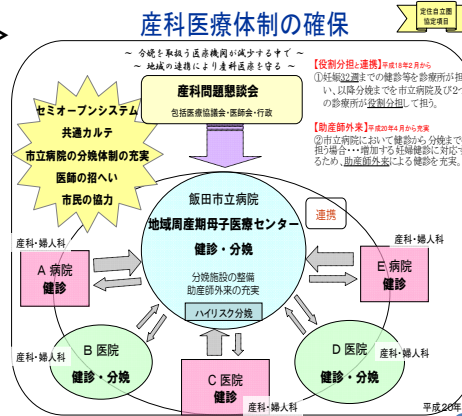 産科医療体制の確保
定住自立圏
協定項目
~ 分娩を取扱う医療機関が減少する中で ~
~ 地域の連携により産科医療を守る ~
【役割分担と連携】平成18年2月から
①妊娠32週までの健診等を診療所が担
い、以降分娩までを市立病院及び2つ
の診療所が役割分担して担う。
産科問題懇談会
包括医療協議会・医師会・行政
【助産師外来】平成20年4月から充実
②市立病院において健診から分娩まで
担う場合・・・増加する妊婦健診に対応す
るため、助産師外来による健診を充実。
セミオープンシステム
共通カルテ
市立病院の分娩体制の充実
医師の招へい
市民の協力
飯田市立病院
地域周産期母子医療センター
健診・分娩
分娩施設の整備
助産師外来の充実
ハイリスク分娩
連携
産科・婦人科
A 病院
健診
産科・婦人科
E 病院
健診
産科・婦人科
B 医院
健診・分娩
D 医院
健診・分娩
産科・婦人科
C 医院
健診
産科・婦人科
平成20年